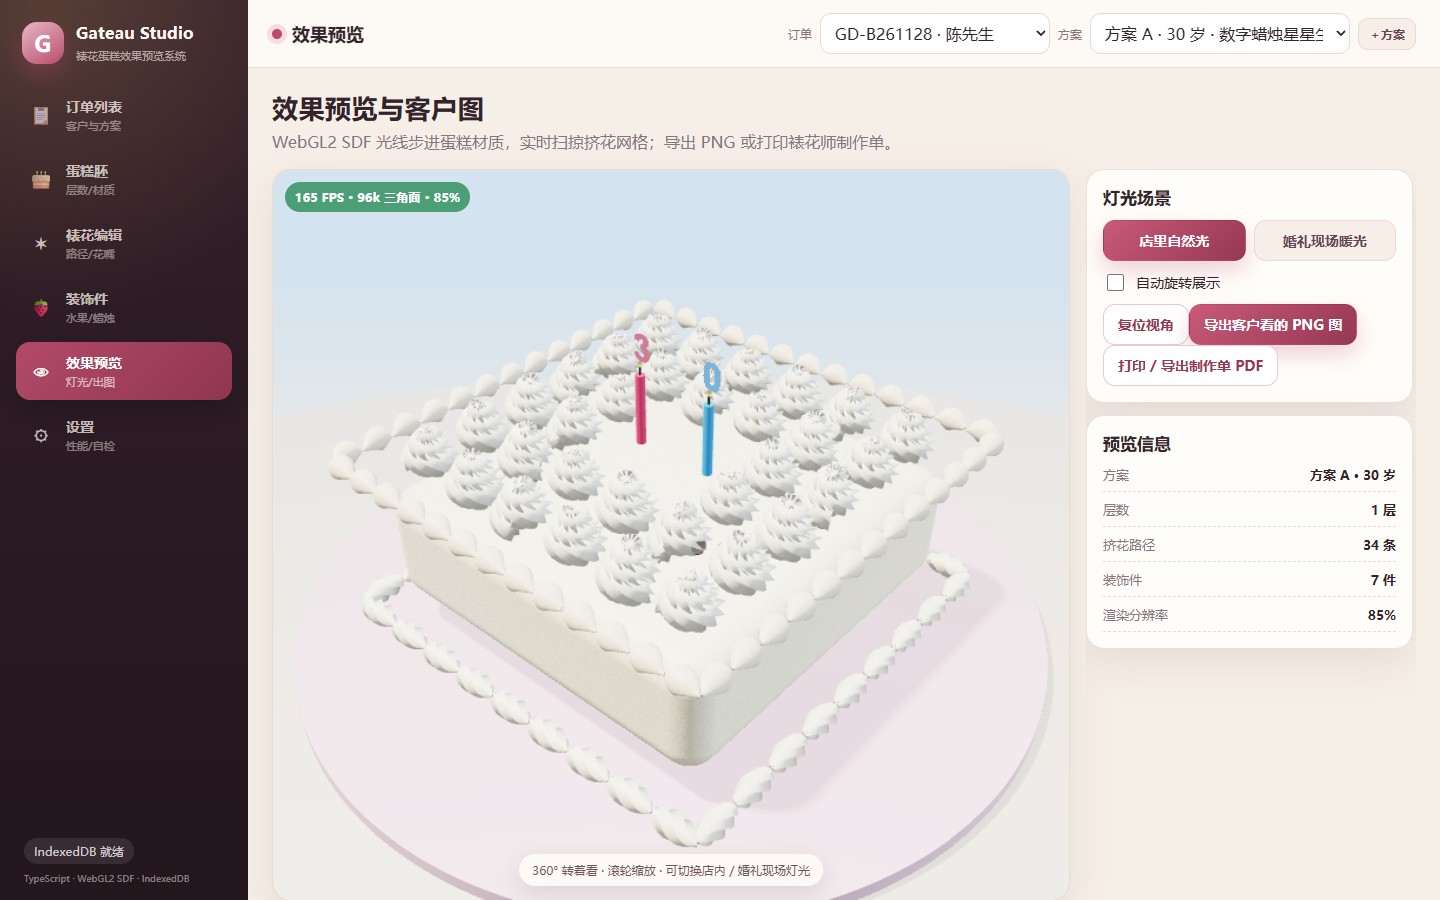 G
Gateau Studio
裱花蛋糕效果预览系统
订单列表
客户与方案
蛋糕胚
层数/材质
裱花编辑
路径/花嘴
装饰件
水果/蜡烛
效果预览
灯光/出图
设置
性能/自检
IndexedDB 就绪
TypeScript · WebGL2 SDF · IndexedDB
效果预览
订单
GD-B261128 · 陈先生
方案
方案 A · 30 岁 · 数字蜡烛星星
+ 方案
效果预览与客户图
WebGL2 SDF 光线步进蛋糕材质，实时扫掠挤花网格；导出 PNG 或打印裱花师制作单。
165 FPS • 96k 三角面 • 85%
3
0
360° 转着看 · 滚轮缩放 · 可切换店内 / 婚礼现场灯光
灯光场景
店里自然光
婚礼现场暖光
自动旋转展示
复位视角
导出客户看的 PNG 图
打印 / 导出制作单 PDF
预览信息
方案
方案 A • 30 岁
层数
1 层
挤花路径
34 条
装饰件
7 件
渲染分辨率
85%